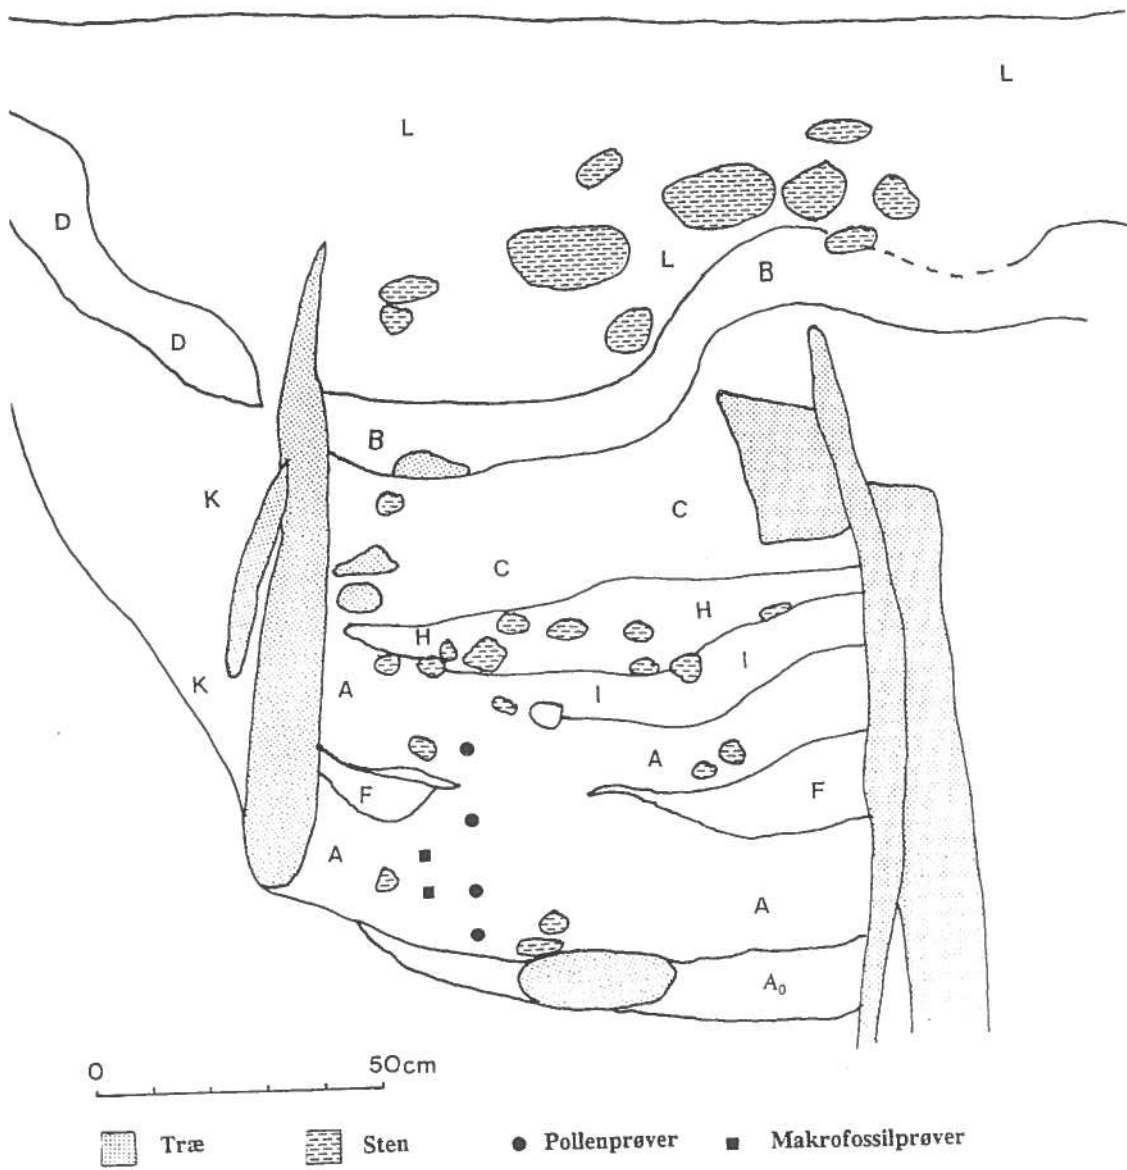 L
L
D
L
B
D
B
K
C
C
H
H
I
K
A
I
A
F
F
A
A
A₀
0 50cm
Træ Sten Pollenprøver Makrofossilprøver